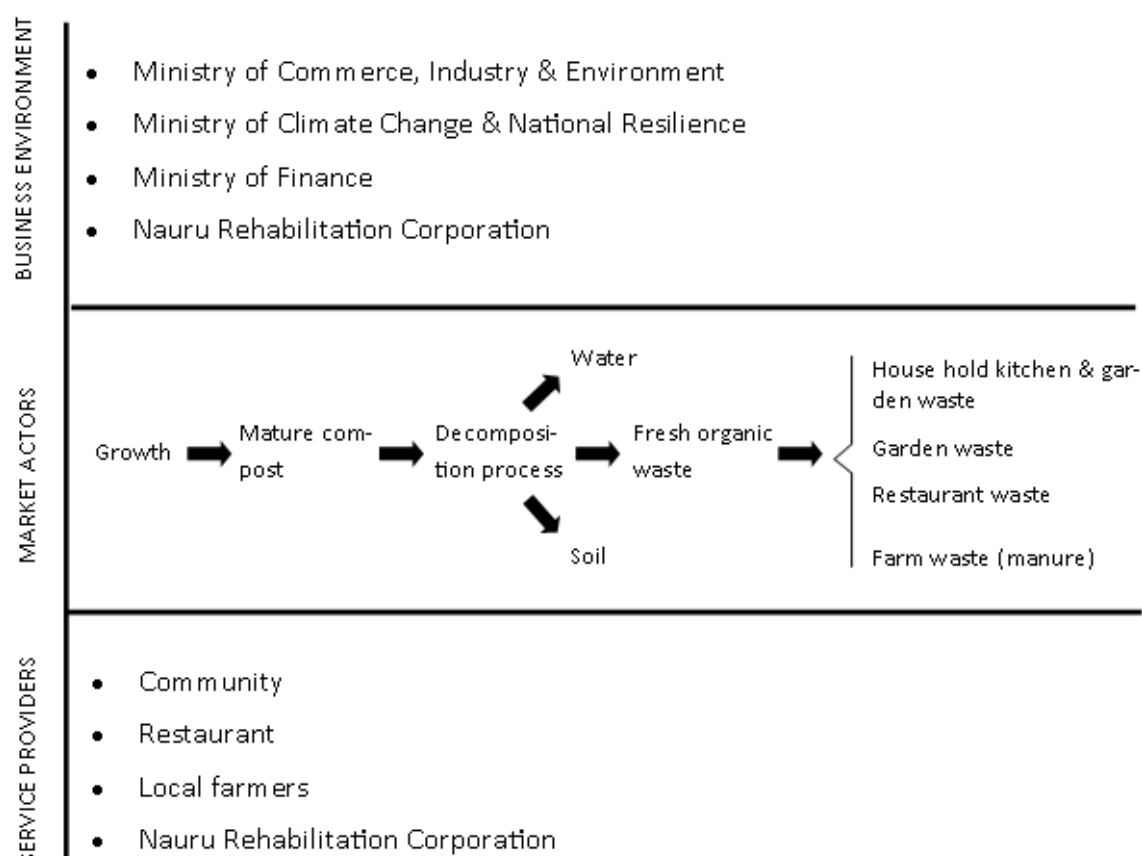 BUSINESS ENVIRONMENT
• Ministry of Commerce, Industry & Environment
• Ministry of Climate Change & National Resilience
• Ministry of Finance
• Nauru Rehabilitation Corporation
MARKET ACTORS
Growth
Mature com-
post
Decomposi-
tion process
Water
Fresh organic
waste
Soil
House hold kitchen & gar-
den waste
Garden waste
Restaurant waste
Farm waste (manure)
SERVICE PROVIDERS
• Community
• Restaurant
• Local farmers
• Nauru Rehabilitation Corporation